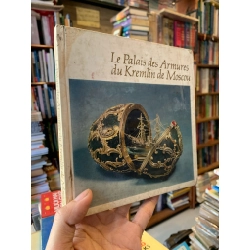 Le Palais des Armures
du Kremlin de Moscou